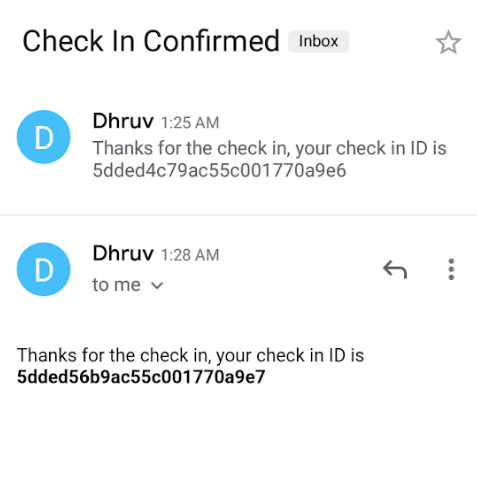 Check In Confirmed Inbox
D
Dhruv 1:25 AM
Thanks for the check in, your check in ID is
5dded4c79ac55c001770a9e6
D
Dhruv 1:28 AM
to me
Thanks for the check in, your check in ID is
5dded56b9ac55c001770a9e7